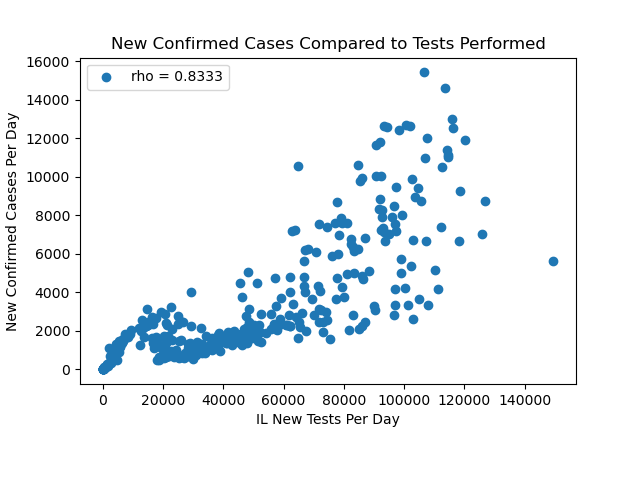 New Confirmed Cases Compared to Tests Performed
rho = 0.8333
16000
14000
12000
10000
8000
6000
4000
2000
0
New Confirmed Caeses Per Day
0 20000 40000 60000 80000 100000 120000 140000
IL New Tests Per Day